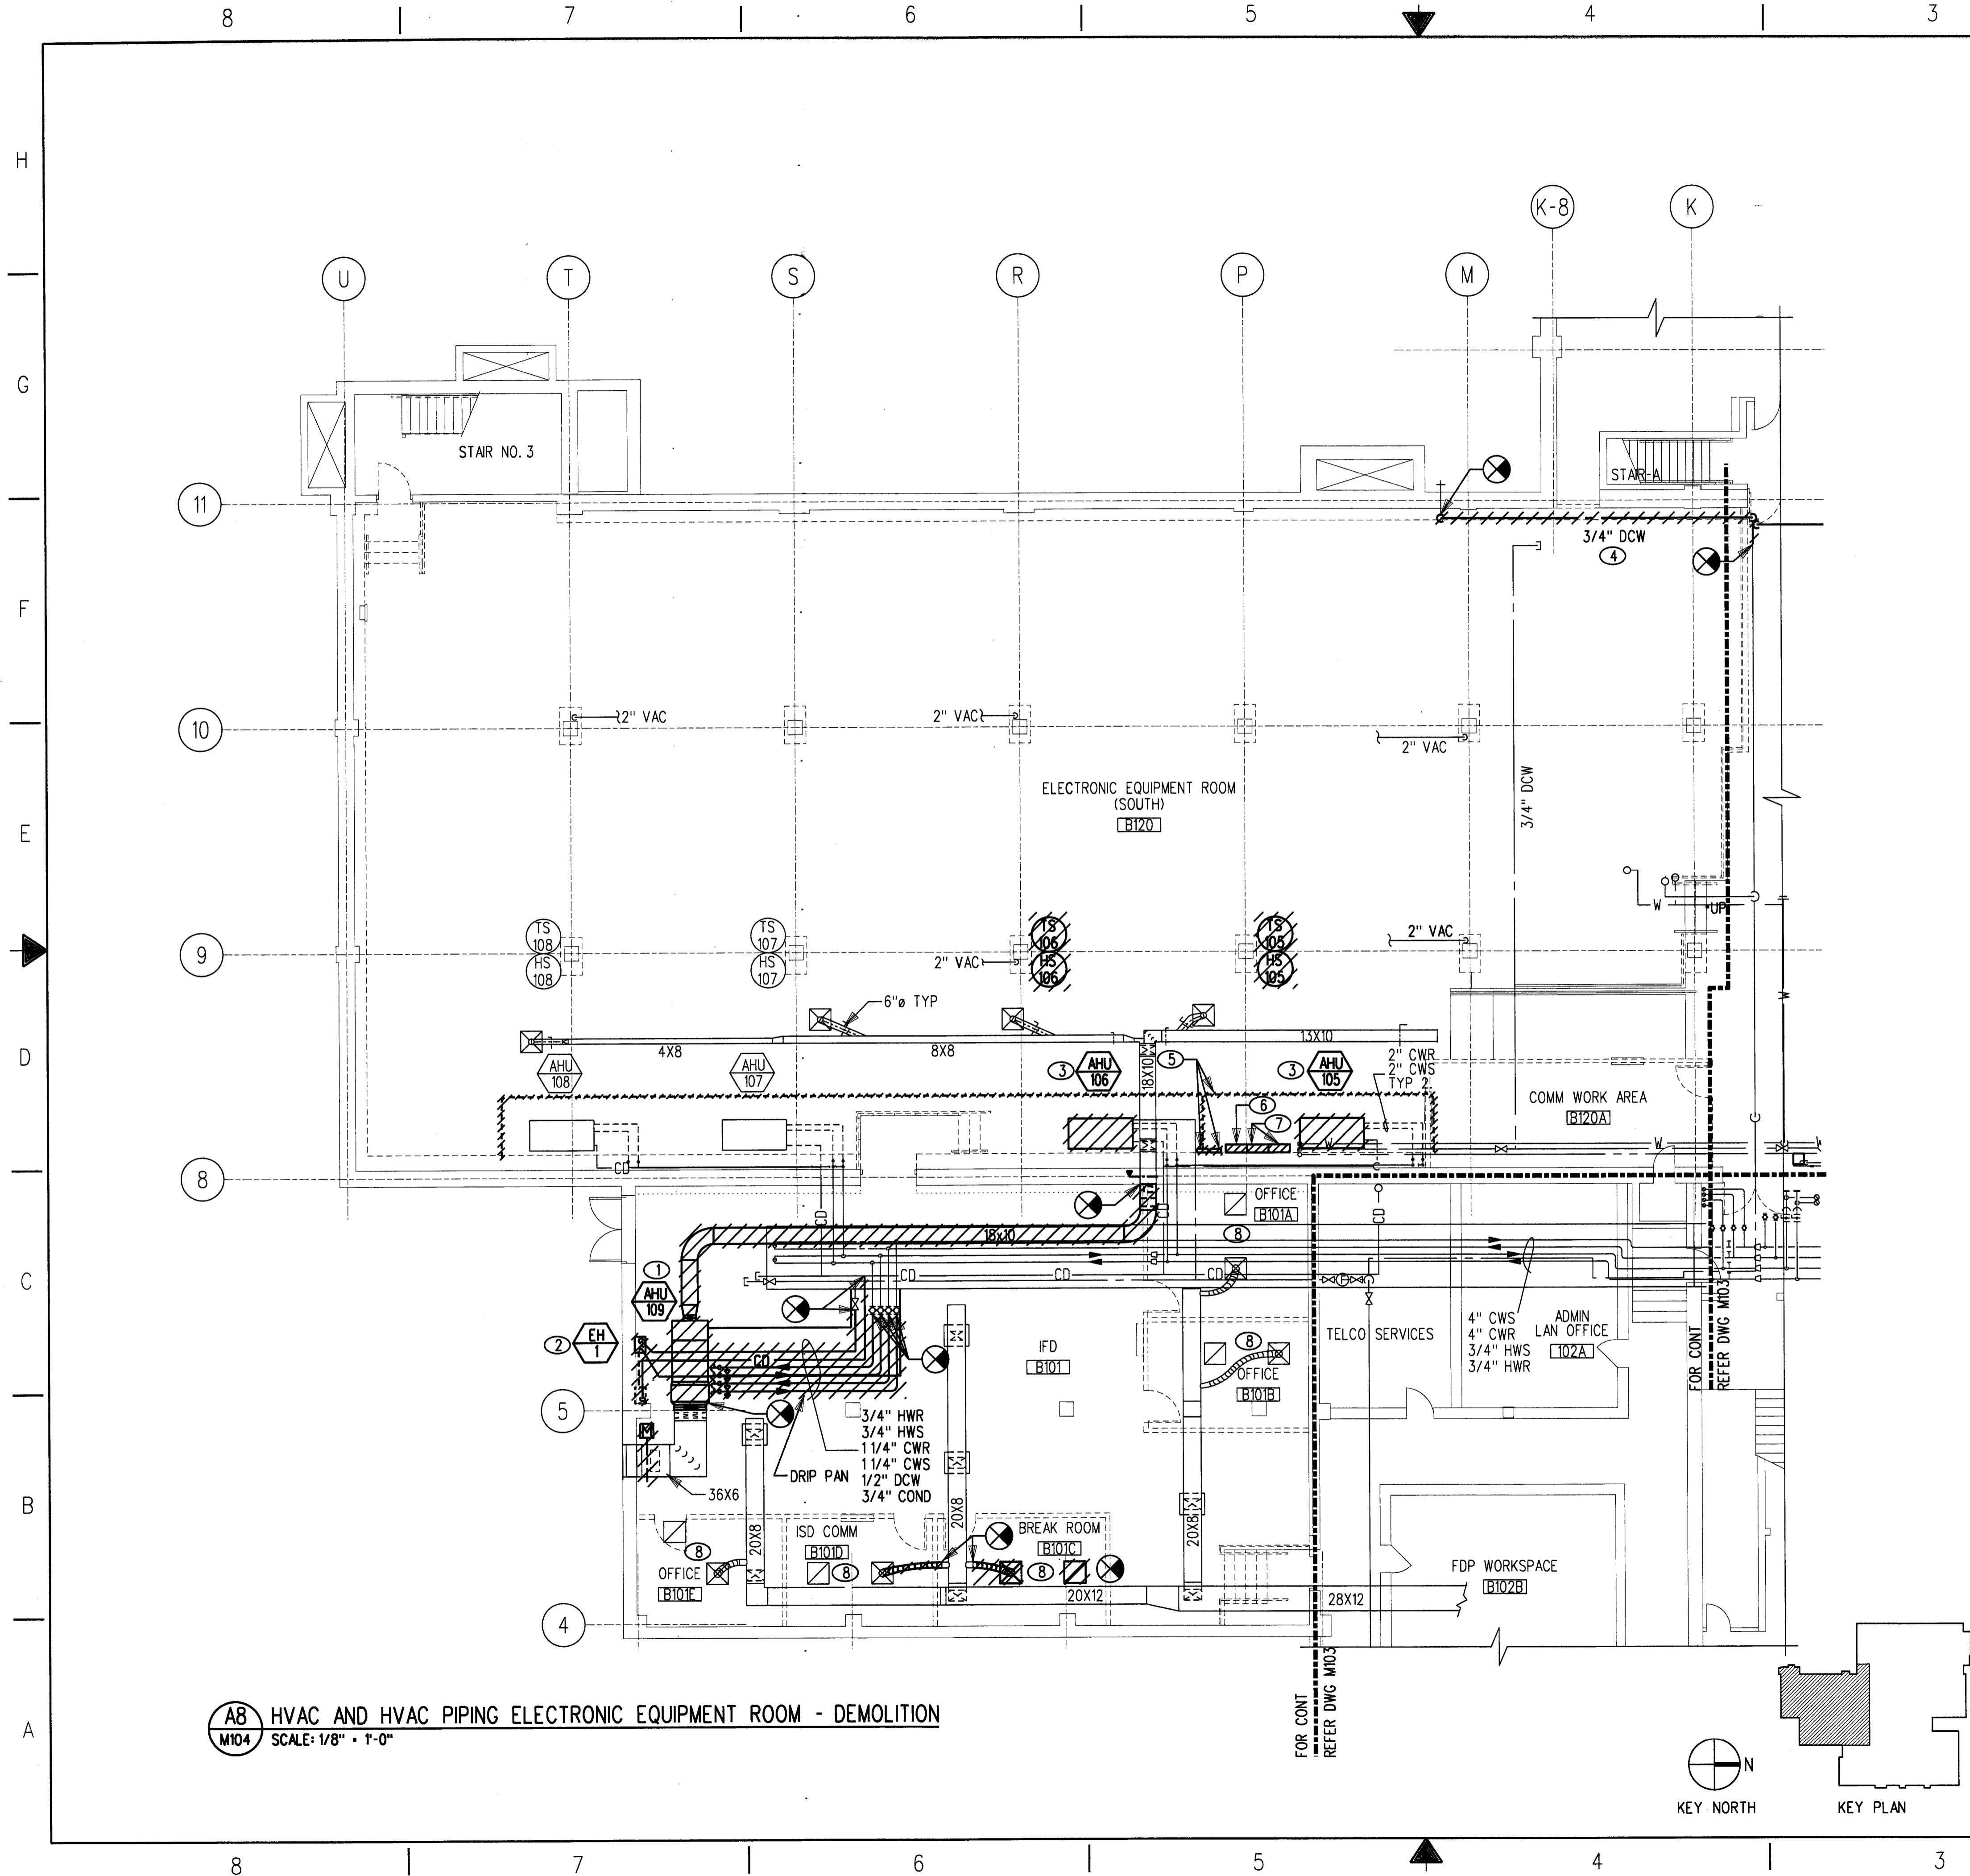 8 7 6 5 4 3
H
K-8 K
U T S R P M
G
STAIR NO. 3
STAR-A
11
3/4" DCW
4
F
10
2" VAC
2" VAC
2" VAC
ELECTRONIC EQUIPMENT ROOM
(SOUTH)
B120
3/4" DCW
E
W
UP
9
TS
108
HS
108
TS
107
HS
107
TS
106
HS
106
TS
105
HS
105
2" VAC
2" VAC
W
6"ø TYP
D
4X8
8X8
18X10
13X10
AHU
108
AHU
107
3
AHU
106
5
3
AHU
105
2" CWR
2" CWS
TYP 2
6
7
COMM WORK AREA
B120A
W
W
W
CD
8
OFFICE
B101A
8
CD
CD
CD
18x10
C
CD
CD
CD
1
AHU
109
2
EH
1
CD
IFD
B101
8
OFFICE
B101B
TELCO SERVICES
4" CWS
4" CWR
3/4" HWS
3/4" HWR
ADMIN
LAN OFFICE
102A
FOR CONT
REFER DWG M103
5
M
3/4" HWR
3/4" HWS
1 1/4" CWR
1 1/4" CWS
1/2" DCW
3/4" COND
DRIP PAN
36X6
B
20X8
20X8
20X8
ISD COMM
B101D
8
BREAK ROOM
B101C
8
8
OFFICE
B101E
20X12
28X12
FDP WORKSPACE
B102B
4
FOR CONT
REFER DWG M103
A
A8
M104
HVAC AND HVAC PIPING ELECTRONIC EQUIPMENT ROOM - DEMOLITION
SCALE: 1/8" = 1'-0"
N
KEY NORTH
KEY PLAN
8 7 6 5 4 3